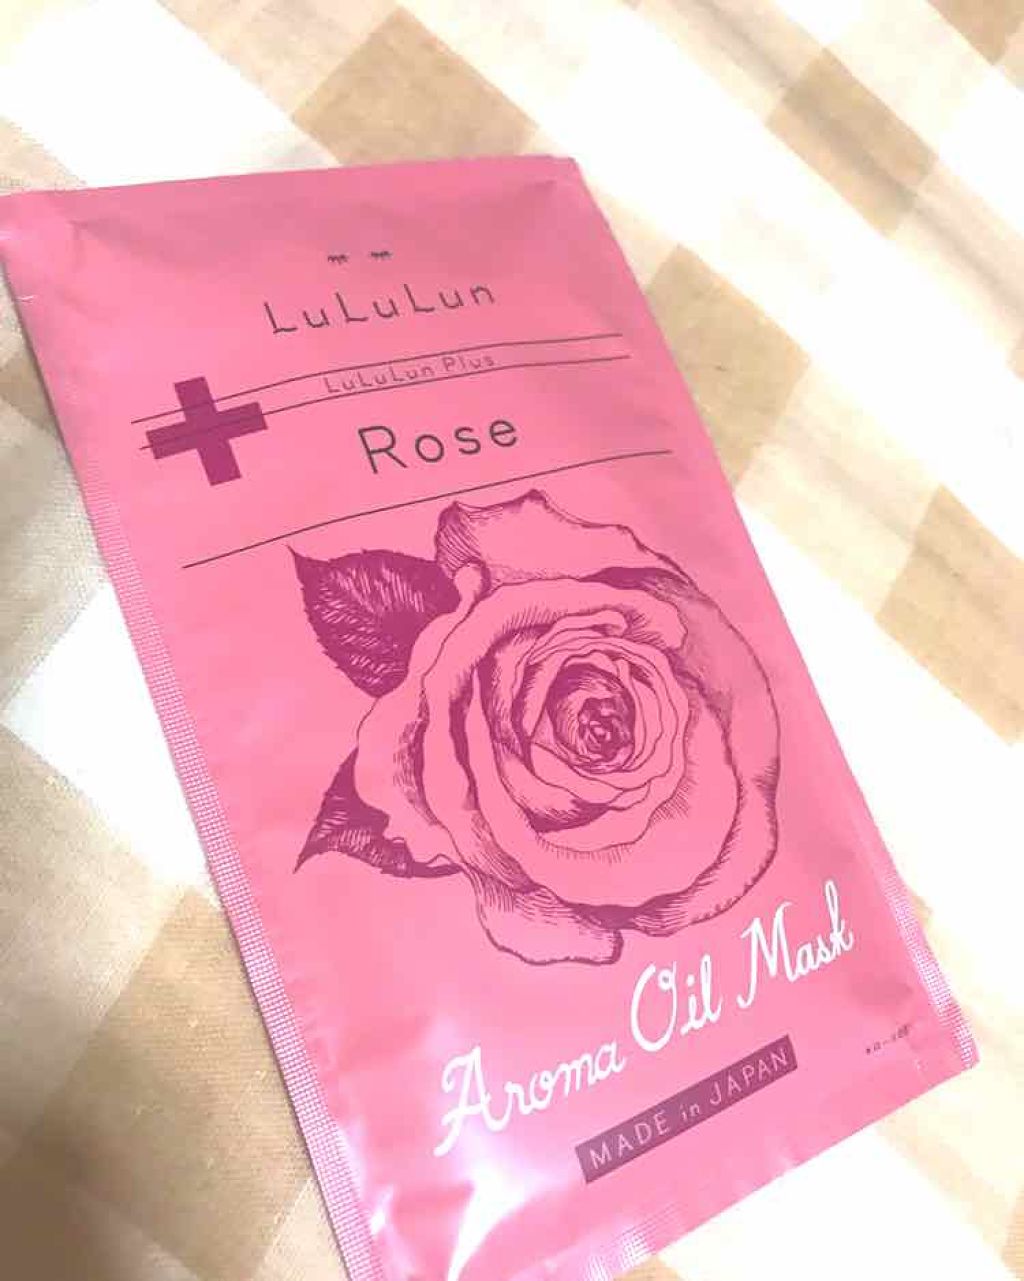 LuLuLun
LuLuLun Plus
Rose
Aroma Oil Mask
MADE in JAPAN